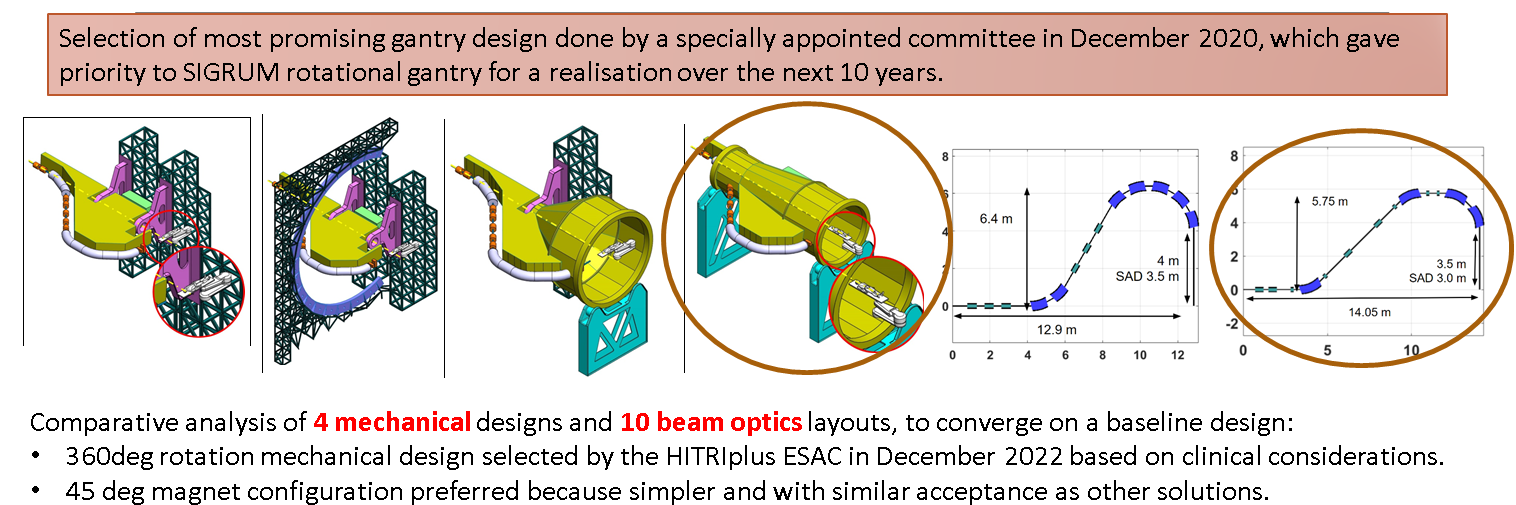 Selection of most promising gantry design done by a specially appointed committee in December 2020, which gave
priority to SIGRUM rotational gantry for a realisation over the next 10 years.
8
6
4
2
0
6.4 m
4 m
SAD 3.5 m
12.9 m
0 2 4 6 8 10 12
8
6
4
2
0
-2
5.75 m
3.5 m
SAD 3.0 m
14.05 m
0 5 10
Comparative analysis of 4 mechanical designs and 10 beam optics layouts, to converge on a baseline design:
• 360deg rotation mechanical design selected by the HITRIplus ESAC in December 2022 based on clinical considerations.
• 45 deg magnet configuration preferred because simpler and with similar acceptance as other solutions.